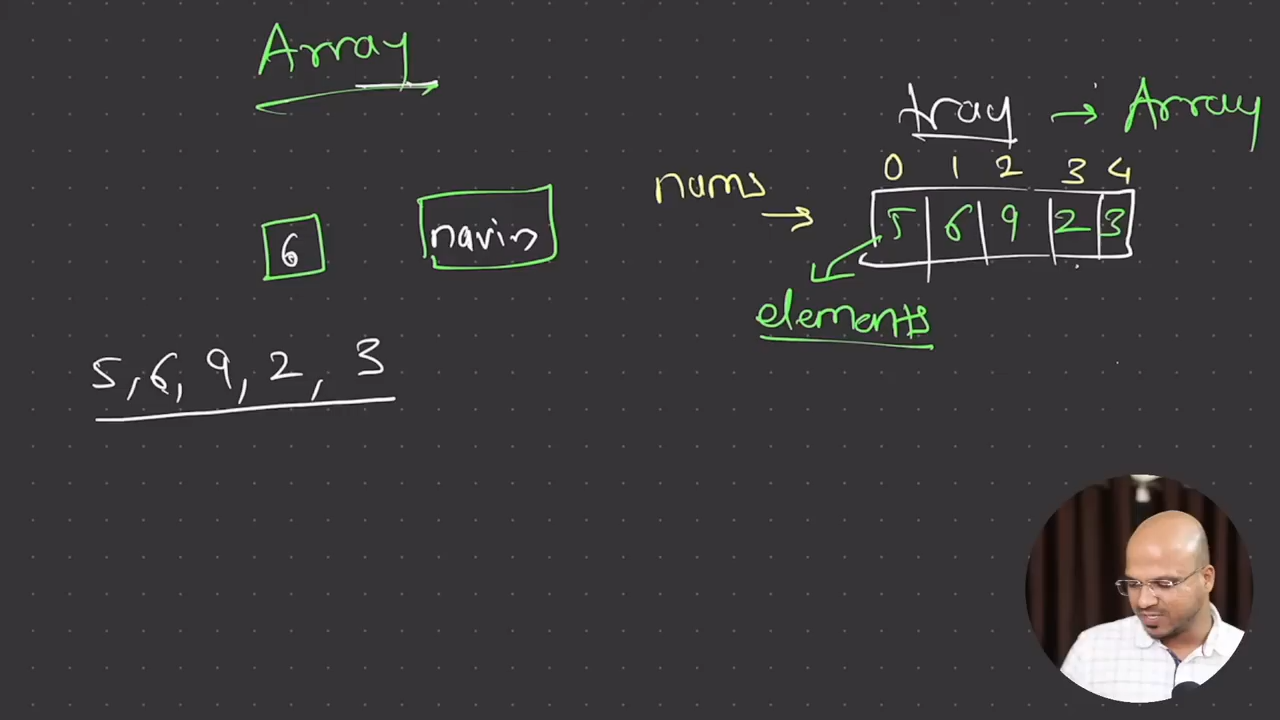 Array
tray → Array
nums → 0 1 2 3 4
5 6 9 2 3
6 navin
elements
5, 6, 9, 2, 3